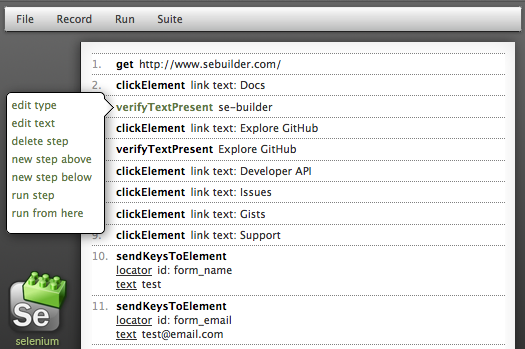 File Record Run Suite
1. get http://www.sebuilder.com/
2. clickElement link text: Docs
verifyTextPresent se-builder
clickElement link text: Explore GitHub
verifyTextPresent Explore GitHub
clickElement link text: Developer API
clickElement link text: Issues
clickElement link text: Gists
9. clickElement link text: Support
10. sendKeysToElement
locator id: form_name
text test
11. sendKeysToElement
locator id: form_email
text test@email.com
edit type
edit text
delete step
new step above
new step below
run step
run from here
Se
selenium